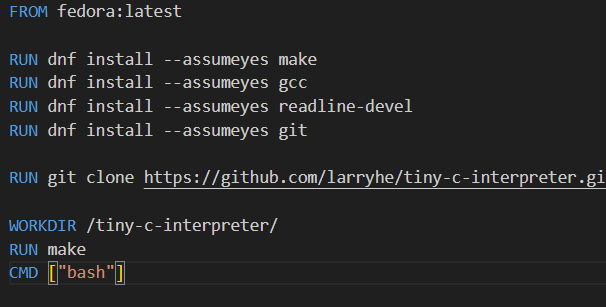 FROM fedora:latest
RUN dnf install --assumeyes make
RUN dnf install --assumeyes gcc
RUN dnf install --assumeyes readline-devel
RUN dnf install --assumeyes git
RUN git clone https://github.com/larryhe/tiny-c-interpreter.gi
WORKDIR /tiny-c-interpreter/
RUN make
CMD ["bash"]